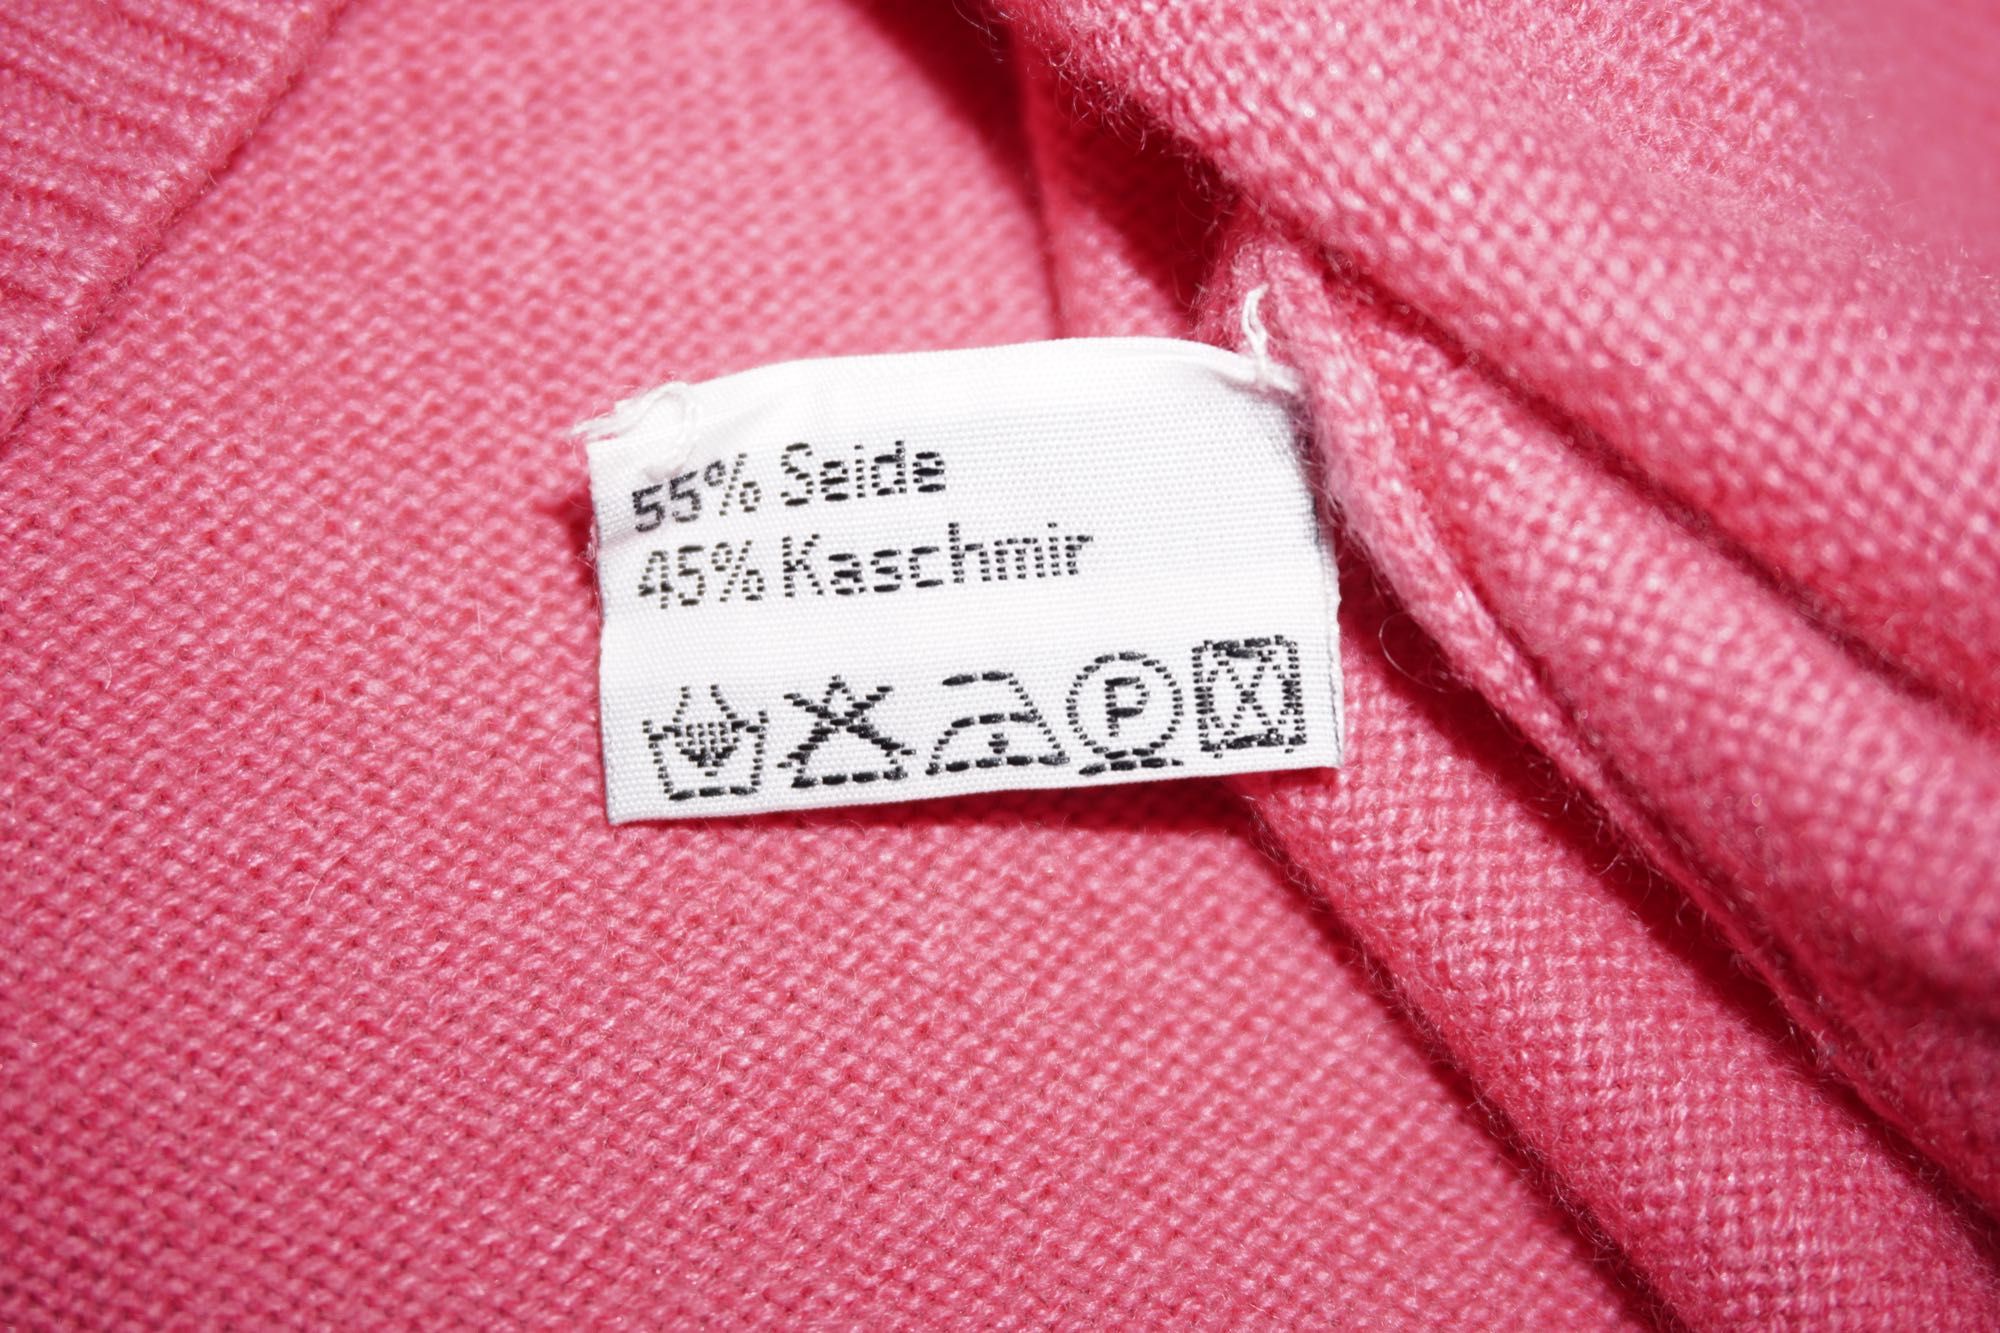 55% Seide
45% Kaschmir
P